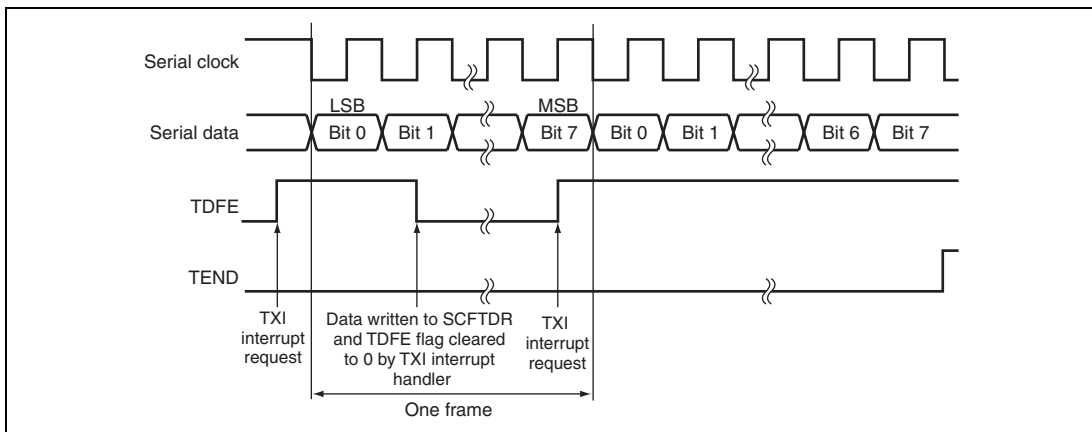 Serial clock
LSB
MSB
Serial data
Bit 0
Bit 1
Bit 7
Bit 0
Bit 1
Bit 6
Bit 7
TDFE
TEND
TXI
interrupt
request
Data written to SCFTDR
and TDFE flag cleared
to 0 by TXI interrupt
handler
TXI
interrupt
request
One frame